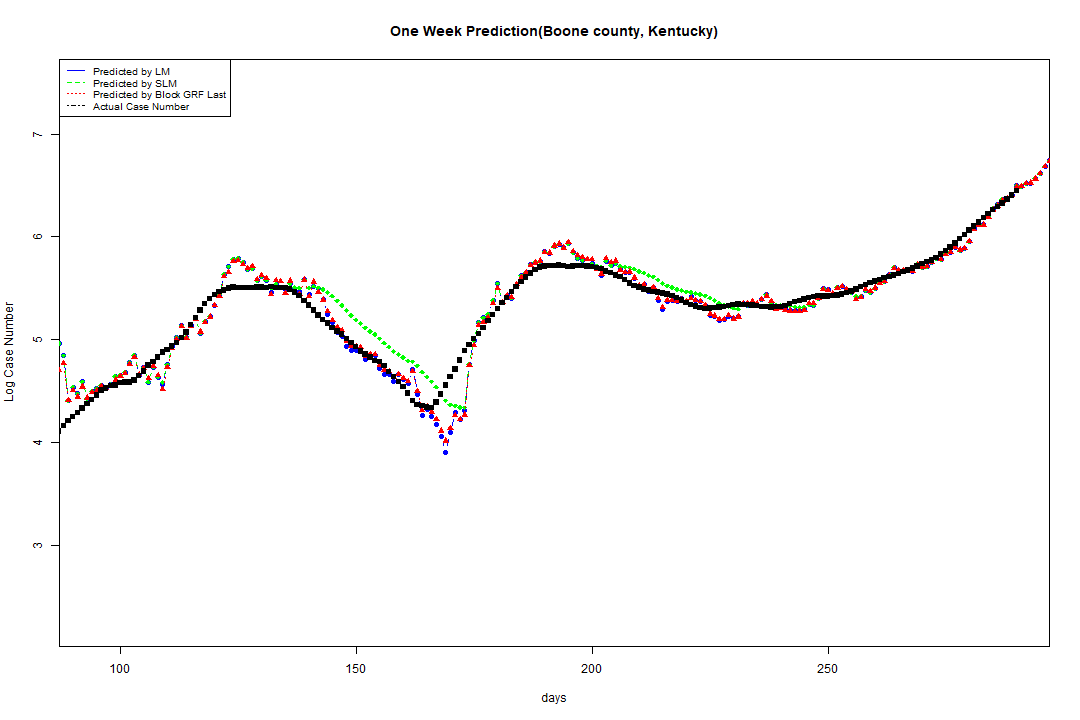 One Week Prediction(Boone county, Kentucky)
Predicted by LM
Predicted by SLM
Predicted by Block GRF Last
Actual Case Number
Log Case Number
7
6
5
4
3
100 150 200 250
days